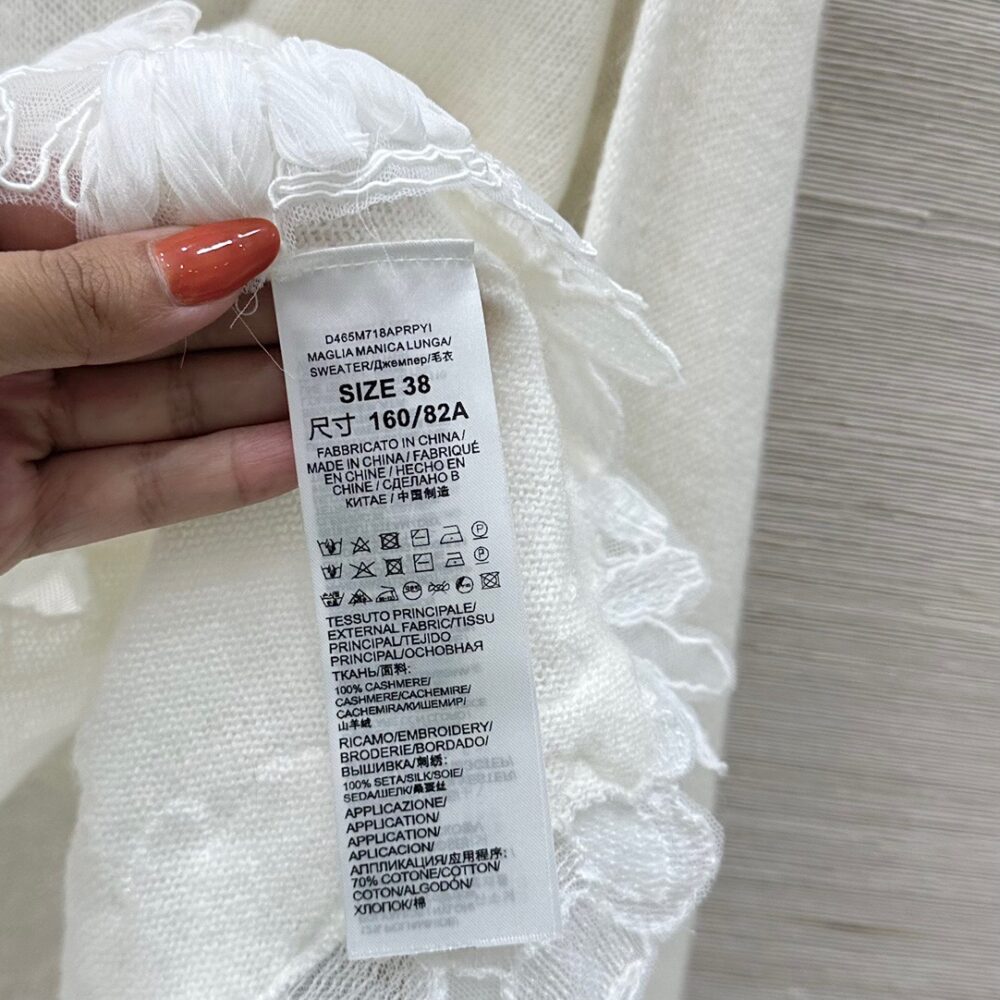 D465M718APRPYI
MAGLIA MANICA LUNGA/
SWEATER/Джемпер/毛衣
SIZE 38
尺寸 160/82A
FABBRICATO IN CHINA/
MADE IN CHINA / FABRIQUÉ
EN CHINE / HECHO EN
CHINE / СДЕЛАНО В
КИТАЕ / 中国制造
P
P
TESSUTO PRINCIPALE/
EXTERNAL FABRIC/TISSU
PRINCIPAL/TEJIDO
PRINCIPAL/ОСНОВНАЯ
ТКАНЬ/面料:
100% CASHMERE/
CASHMERE/CACHEMIRE/
CACHEMIRA/КИШЕМИР/
山羊绒
RICAMO/EMBROIDERY/
BRODERIE/BORDADO/
ВЫШИВКА/刺绣:
100% SETA/SILK/SOIE/
SEDA/ШЕЛК/桑蚕丝
APPLICAZIONE/
APPLICATION/
APPLICATION/
APLICACION/
АППЛИКАЦИЯ/应用程序:
70% COTONE/COTTON/
COTON/ALGODÓN/
ХЛОПОК/棉